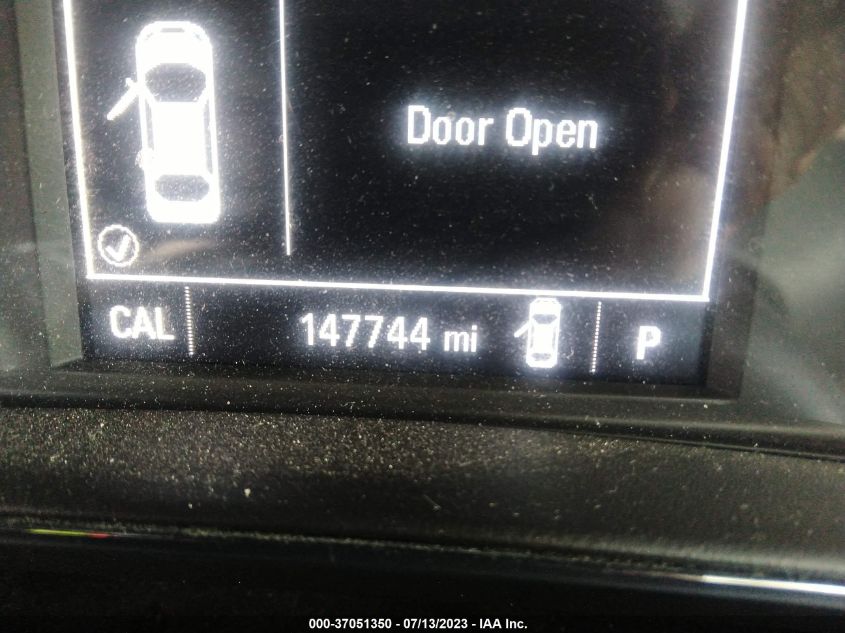 Door Open
CAL 147744 mi P
000-37051350 - 07/13/2023 - IAA Inc.